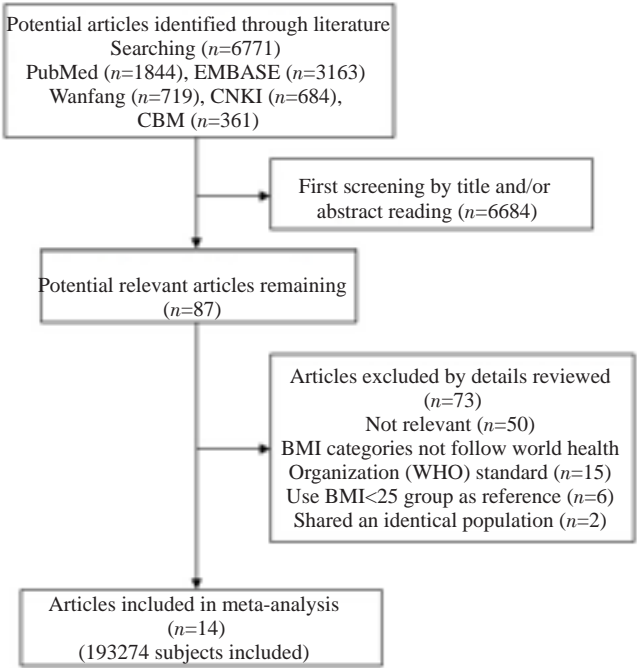 Potential articles identified through literature
Searching (n=6771)
PubMed (n=1844), EMBASE (n=3163)
Wanfang (n=719), CNKI (n=684),
CBM (n=361)
First screening by title and/or
abstract reading (n=6684)
Potential relevant articles remaining
(n=87)
Articles excluded by details reviewed
(n=73)
Not relevant (n=50)
BMI categories not follow world health
Organization (WHO) standard (n=15)
Use BMI<25 group as reference (n=6)
Shared an identical population (n=2)
Articles included in meta-analysis
(n=14)
(193274 subjects included)